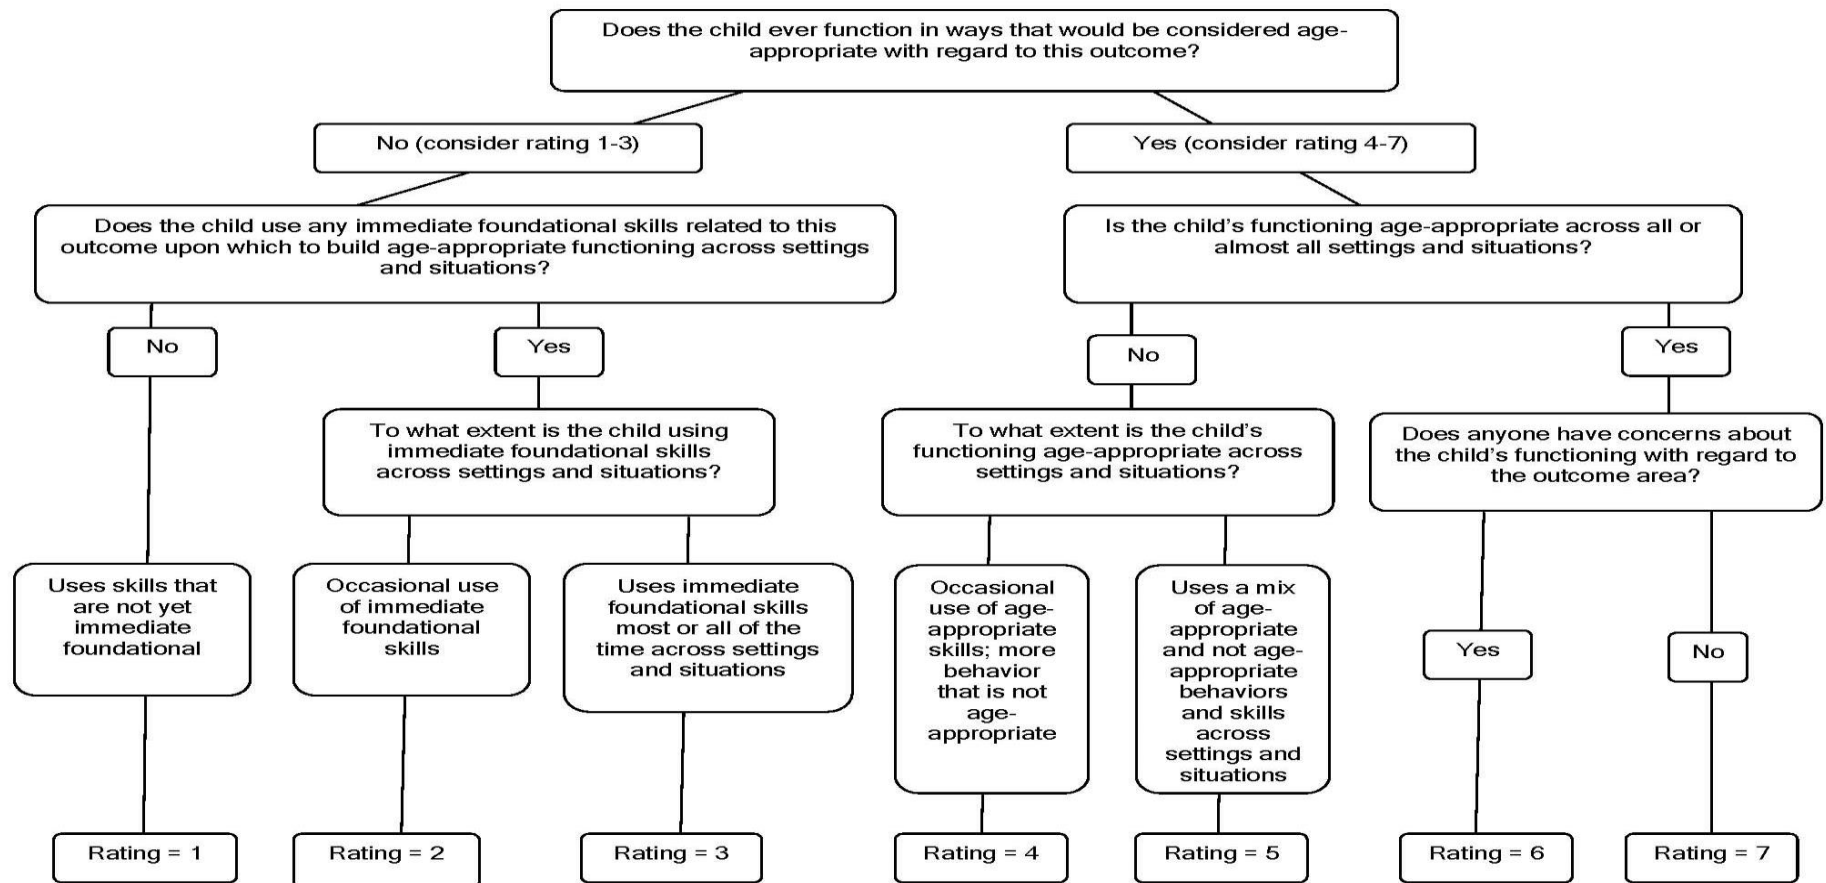 Does the child ever function in ways that would be considered age-
appropriate with regard to this outcome?
No (consider rating 1-3)
Yes (consider rating 4-7)
Does the child use any immediate foundational skills related to this
outcome upon which to build age-appropriate functioning across settings
and situations?
Is the child's functioning age-appropriate across all or
almost all settings and situations?
No
Yes
No
Yes
To what extent is the child using
immediate foundational skills
across settings and situations?
To what extent is the child's
functioning age-appropriate across
settings and situations?
Does anyone have concerns about
the child's functioning with regard to
the outcome area?
Uses skills that
are not yet
immediate
foundational
Occasional use
of immediate
foundational
skills
Uses immediate
foundational skills
most or all of the
time across settings
and situations
Occasional
use of age-
appropriate
skills; more
behavior
that is not
age-
appropriate
Uses a mix
of age-
appropriate
and not age-
appropriate
behaviors
and skills
across
settings and
situations
Yes
No
Rating = 1
Rating = 2
Rating = 3
Rating = 4
Rating = 5
Rating = 6
Rating = 7